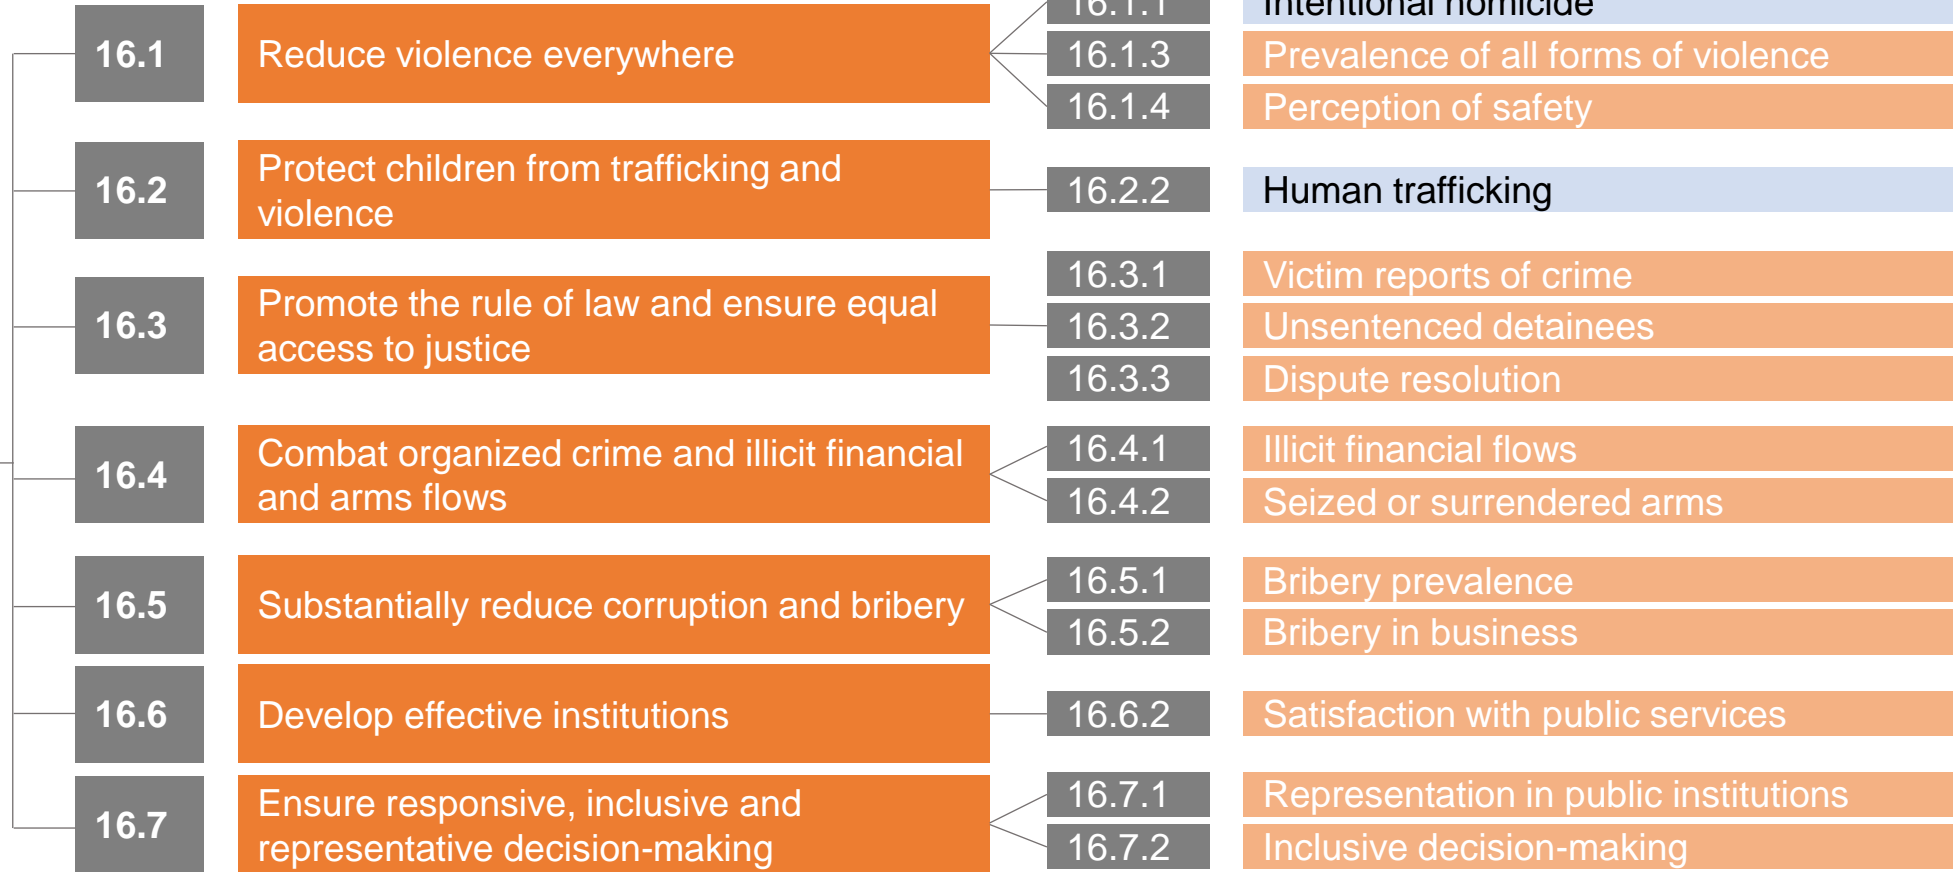 16.1
Reduce violence everywhere
16.1.1
Intentional homicide
16.1.3
Prevalence of all forms of violence
16.1.4
Perception of safety
16.2
Protect children from trafficking and
violence
16.2.2
Human trafficking
16.3
Promote the rule of law and ensure equal
access to justice
16.3.1
Victim reports of crime
16.3.2
Unsentenced detainees
16.3.3
Dispute resolution
16.4
Combat organized crime and illicit financial
and arms flows
16.4.1
Illicit financial flows
16.4.2
Seized or surrendered arms
16.5
Substantially reduce corruption and bribery
16.5.1
Bribery prevalence
16.5.2
Bribery in business
16.6
Develop effective institutions
16.6.2
Satisfaction with public services
16.7
Ensure responsive, inclusive and
representative decision-making
16.7.1
Representation in public institutions
16.7.2
Inclusive decision-making